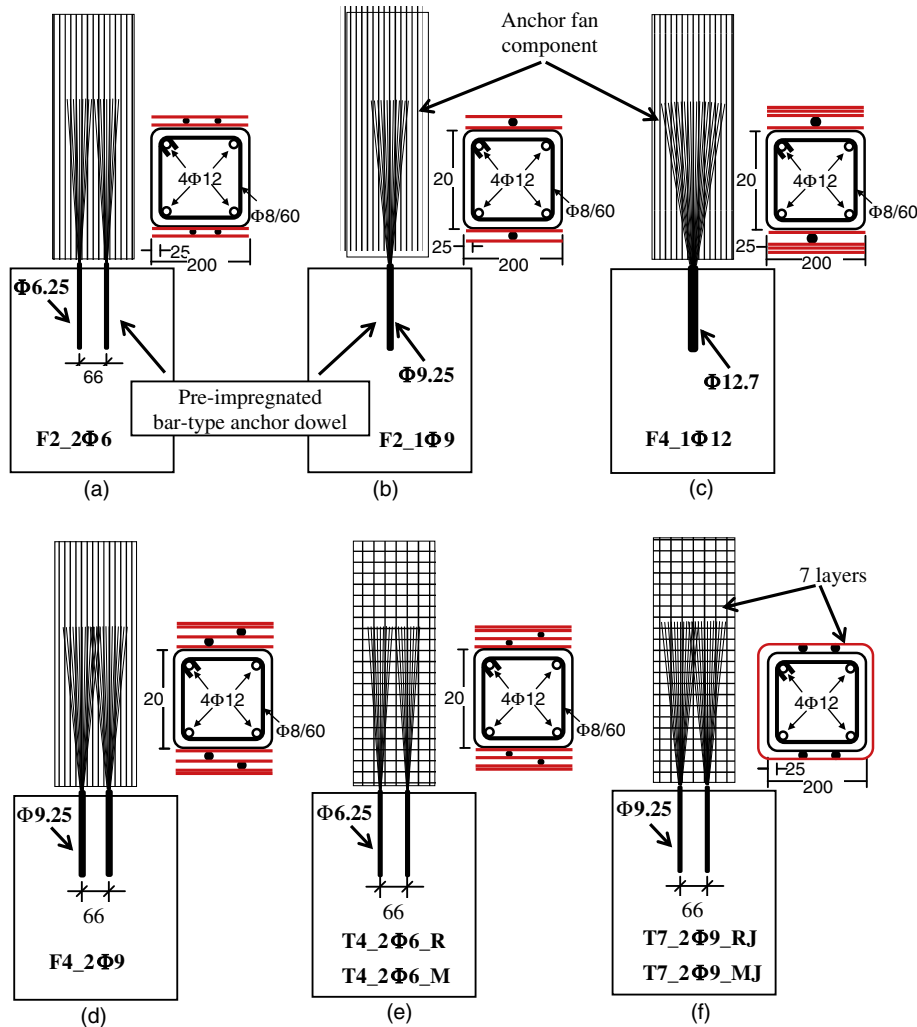 Anchor fan
component
4Φ12
Φ8/60
25
200
Φ6.25
66
F2_2Φ6
(a)
20
4Φ12
Φ8/60
25
200
Φ9.25
Pre-impregnated
bar-type anchor dowel
F2_1Φ9
(b)
20
4Φ12
Φ8/60
25
200
Φ12.7
F4_1Φ12
(c)
20
4Φ12
Φ8/60
Φ9.25
66
F4_2Φ9
(d)
20
4Φ12
Φ8/60
Φ6.25
66
T4_2Φ6_R
T4_2Φ6_M
(e)
7 layers
4Φ12
25
200
Φ9.25
66
T7_2Φ9_RJ
T7_2Φ9_MJ
(f)